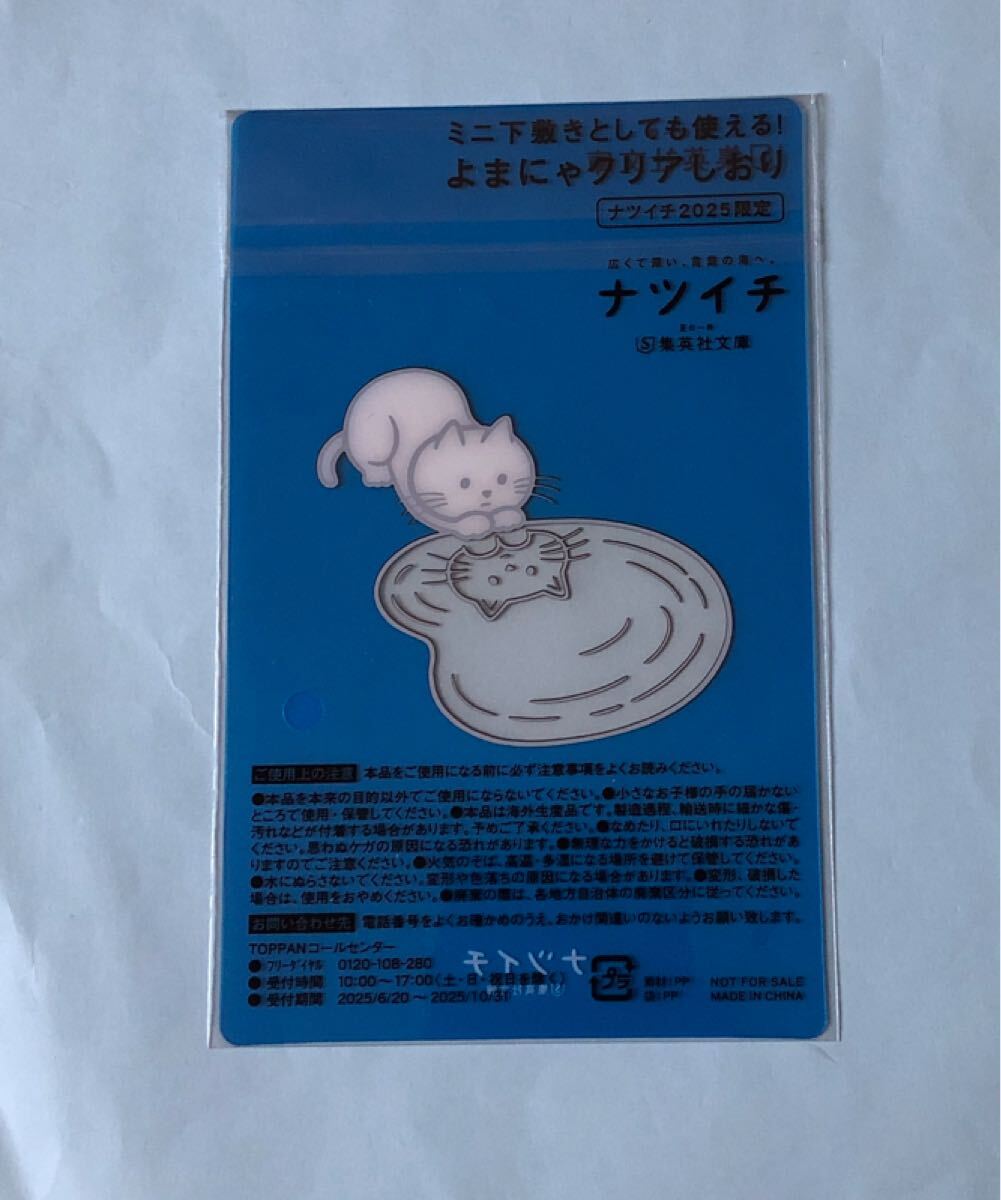 ミニ下敷きとしても使える!
よまにゃクリアしおり
ナツイチ2025限定
広くて深い、言葉の海へ。
ナツイチ
夏の一冊
集英社文庫
ご使用上の注意 本品をご使用になる前に必ず注意事項をよくお読みください。
●本品を本来の目的以外でご使用にならないでください。●小さなお子様の手の届かない
ところで使用・保管してください。●本品は海外生産品です。製造過程、輸送時に細かな傷・
汚れなどが付着する場合があります。予めご了承ください。●なめたり、口にいれたりしないで
ください。思わぬケガの原因になる恐れがあります。●無理な力をかけると破損する恐れがあ
りますのでご注意ください。●火気のそば、高温・多湿になる場所を避けて保管してください。
●水にぬらさないでください。変形や色落ちの原因になる場合があります。●変形、破損した
場合は、使用をおやめください。●廃棄の際は、各地方自治体の廃棄区分に従ってください。
お問い合わせ先 電話番号をよくお確かめのうえ、おかけ間違いのないようお願い致します。
TOPPANコールセンター
●フリーダイヤル 0120-108-280
●受付時間 10:00～17:00(土・日・祝日を除く)
●受付期間 2025/6/20 ～ 2025/10/31
ナツイチ
集英社文庫
プラ
素材:PP
袋:PP
NOT FOR SALE
MADE IN CHINA